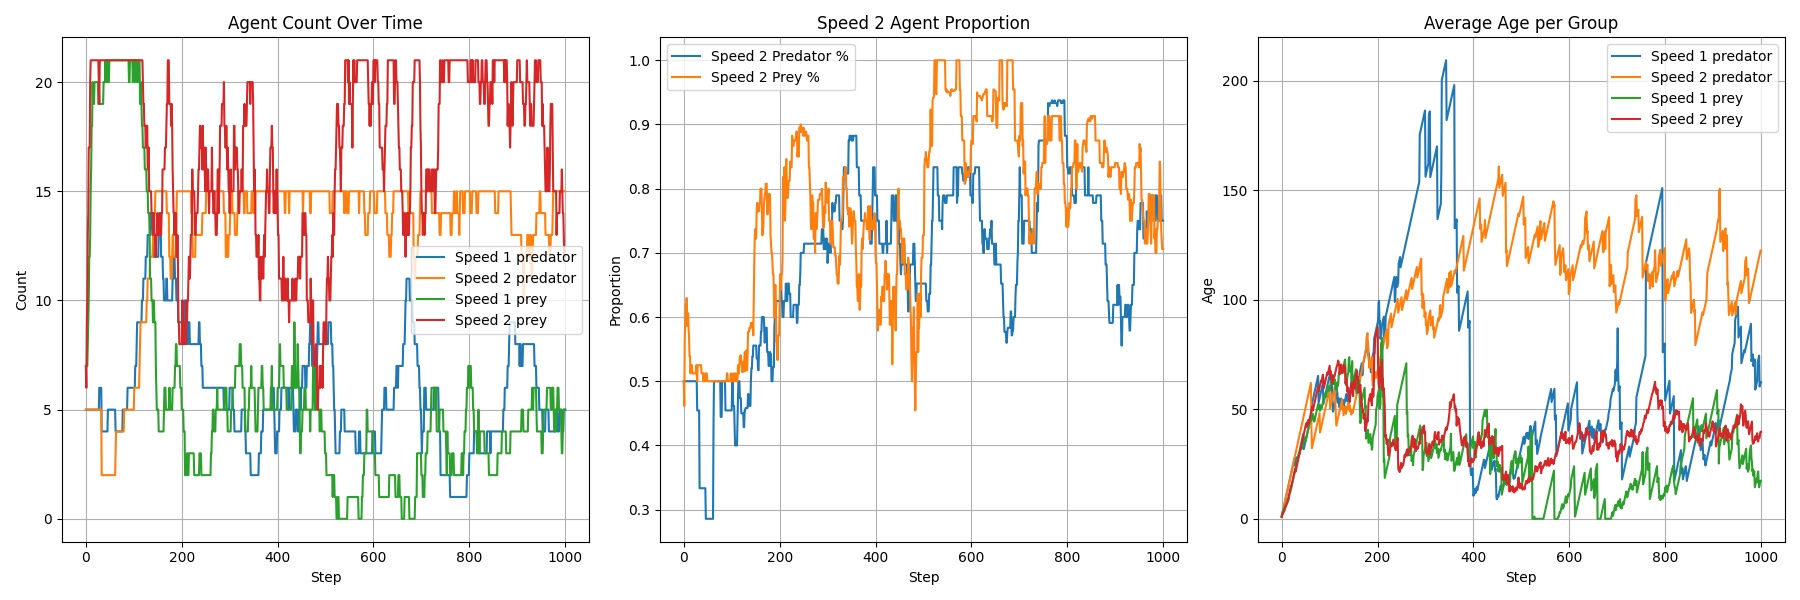 Agent Count Over Time
Count
20
15
10
5
0
0
200
400
600
800
1000
Step
Speed 1 predator
Speed 2 predator
Speed 1 prey
Speed 2 prey
Speed 2 Agent Proportion
Proportion
1.0
0.9
0.8
0.7
0.6
0.5
0.4
0.3
0
200
400
600
800
1000
Step
Speed 2 Predator %
Speed 2 Prey %
Average Age per Group
Age
200
150
100
50
0
0
200
400
600
800
1000
Step
Speed 1 predator
Speed 2 predator
Speed 1 prey
Speed 2 prey